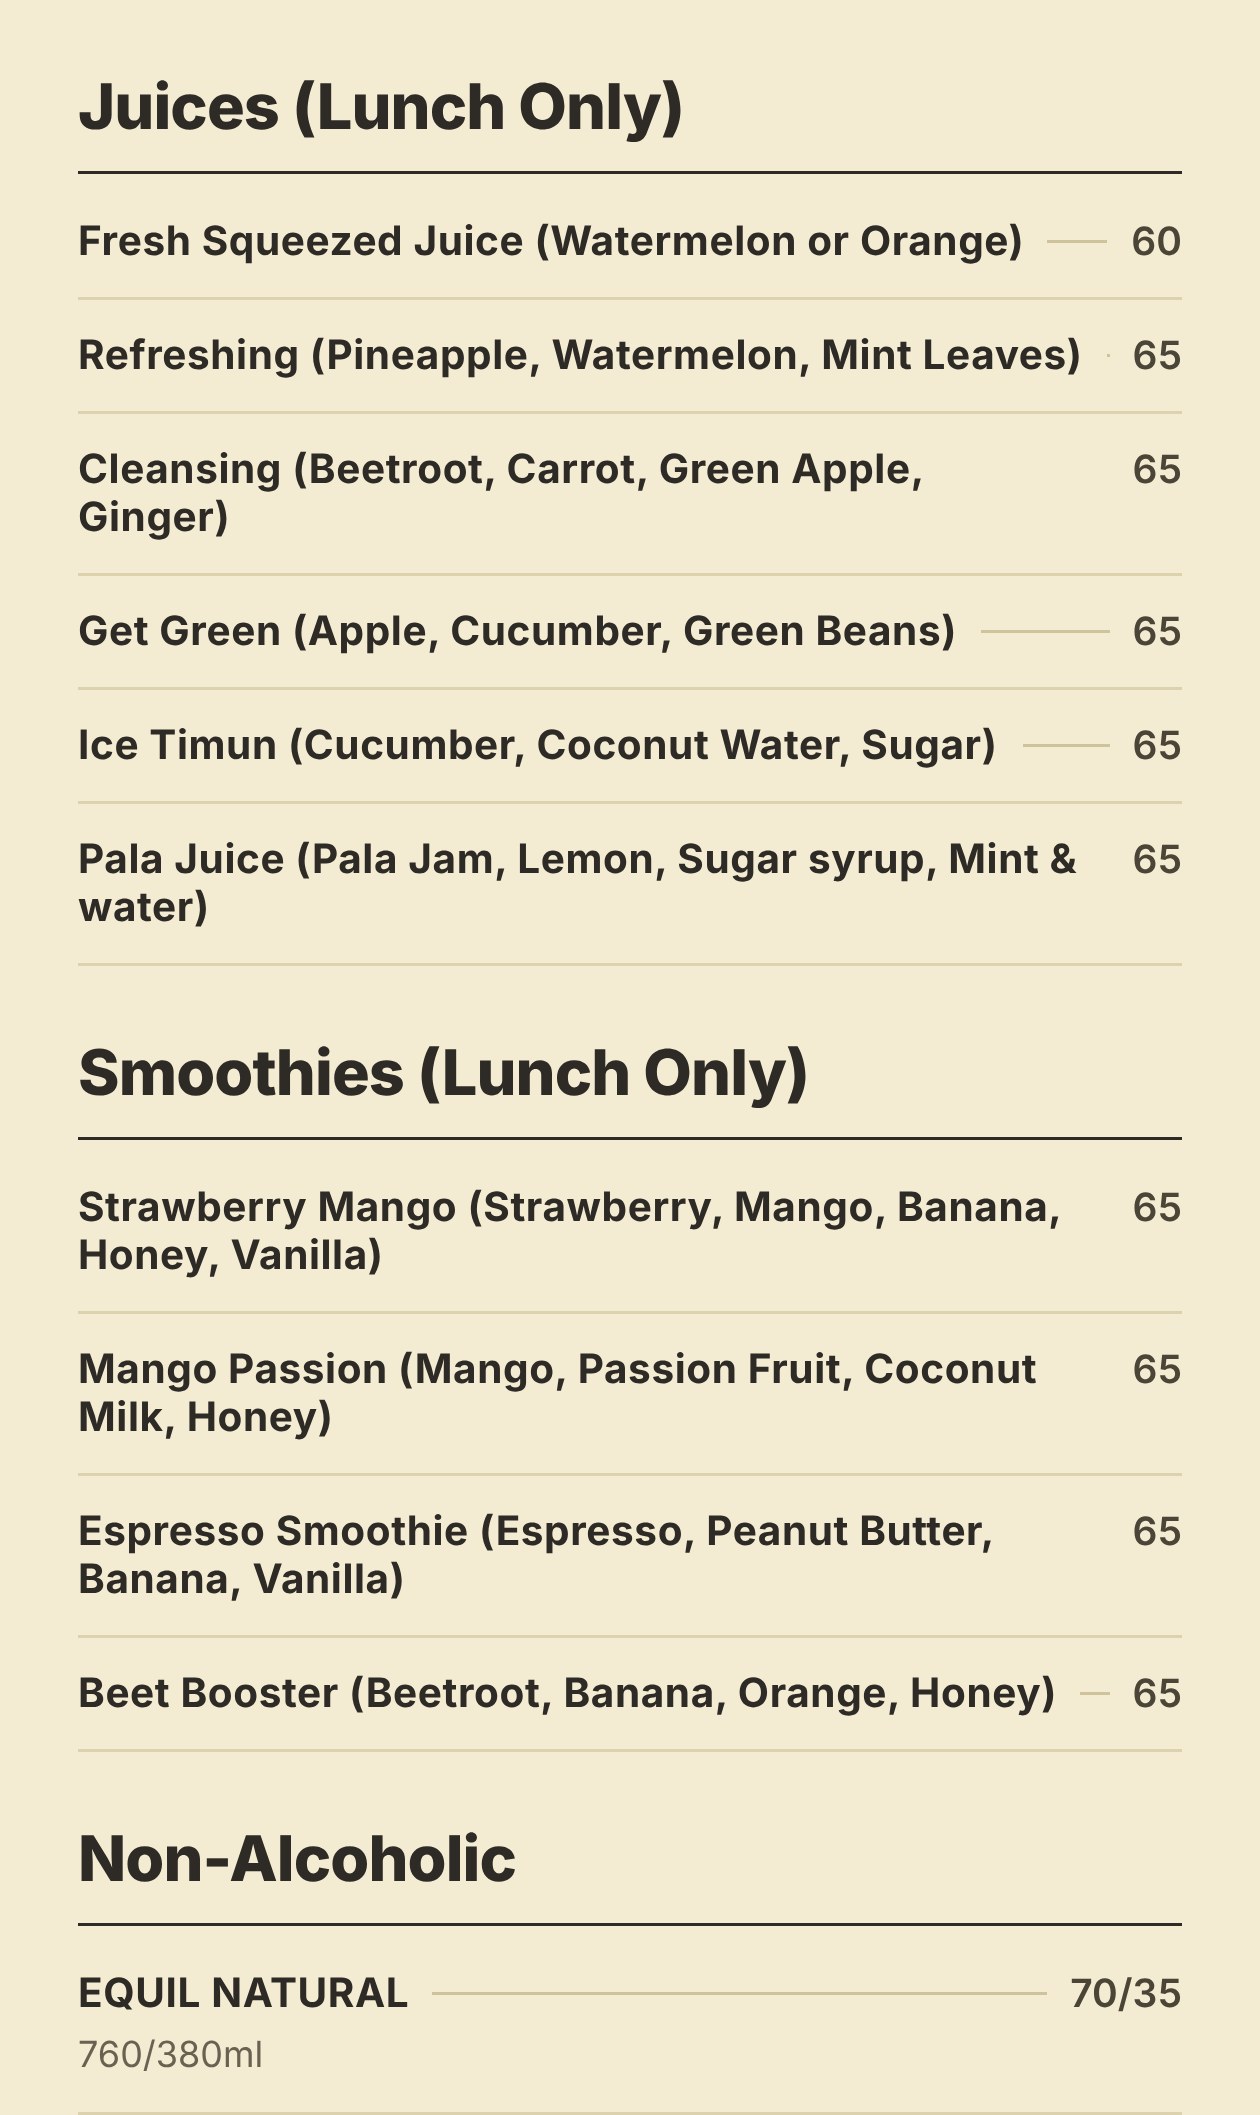 Juices (Lunch Only)
Fresh Squeezed Juice (Watermelon or Orange) 60
Refreshing (Pineapple, Watermelon, Mint Leaves) 65
Cleansing (Beetroot, Carrot, Green Apple, 65
Ginger)
Get Green (Apple, Cucumber, Green Beans) 65
Ice Timun (Cucumber, Coconut Water, Sugar) 65
Pala Juice (Pala Jam, Lemon, Sugar syrup, Mint & 65
water)
Smoothies (Lunch Only)
Strawberry Mango (Strawberry, Mango, Banana, 65
Honey, Vanilla)
Mango Passion (Mango, Passion Fruit, Coconut 65
Milk, Honey)
Espresso Smoothie (Espresso, Peanut Butter, 65
Banana, Vanilla)
Beet Booster (Beetroot, Banana, Orange, Honey) 65
Non-Alcoholic
EQUIL NATURAL 70/35
760/380ml